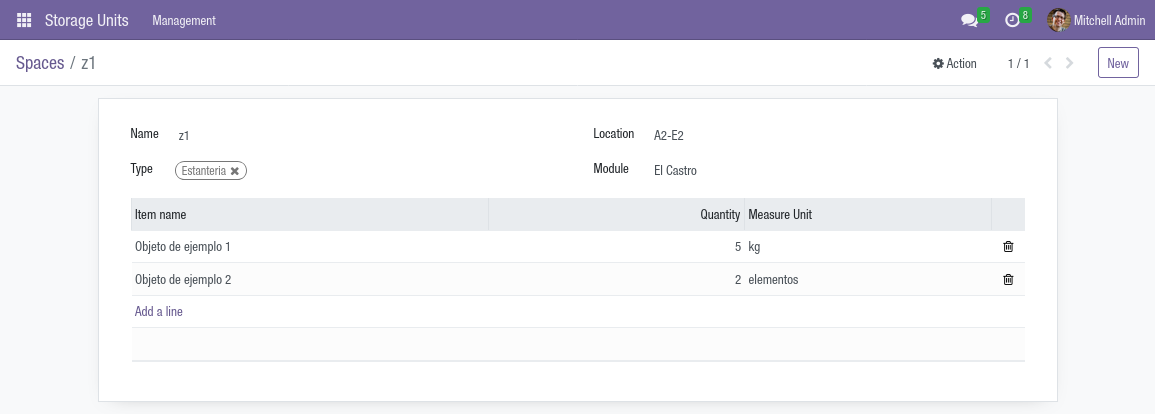 Storage Units Management 5 8 Mitchell Admin
Spaces / z1 Action 1 / 1 New
Name z1 Location A2-E2
Type Estanteria Module El Castro
Item name Quantity Measure Unit
Objeto de ejemplo 1 5 kg
Objeto de ejemplo 2 2 elementos
Add a line